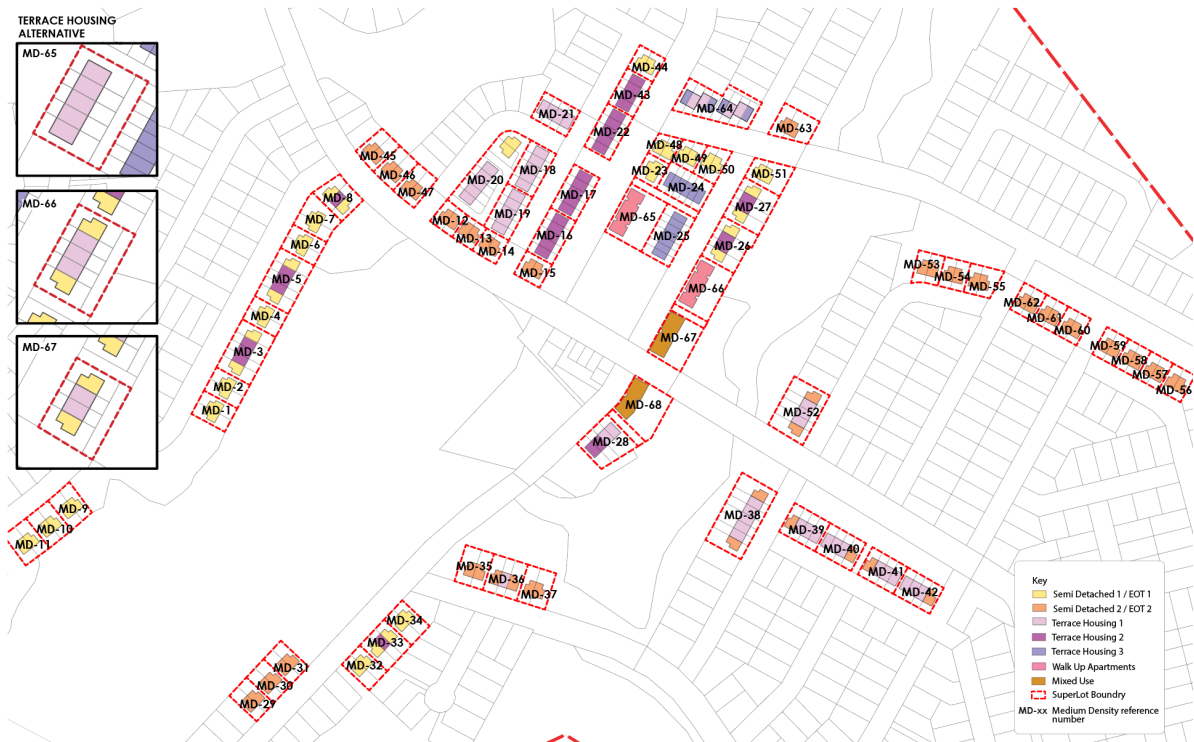 TERRACE HOUSING
ALTERNATIVE
MD-65
MD-66
MD-67
MD-44
MD-43
MD-22
MD-21
MD-64
MD-63
MD-45
MD-46
MD-47
MD-48
MD-49
MD-50
MD-23
MD-24
MD-51
MD-27
MD-18
MD-20
MD-17
MD-19
MD-65
MD-25
MD-26
MD-12
MD-13
MD-14
MD-16
MD-15
MD-66
MD-67
MD-8
MD-7
MD-6
MD-5
MD-4
MD-3
MD-2
MD-1
MD-53
MD-54
MD-55
MD-62
MD-61
MD-60
MD-59
MD-58
MD-57
MD-56
MD-68
MD-28
MD-52
MD-9
MD-10
MD-11
MD-38
MD-39
MD-40
MD-41
MD-42
MD-35
MD-36
MD-37
MD-34
MD-33
MD-32
MD-31
MD-30
MD-29
Key
Semi Detached 1 / EOT 1
Semi Detached 2 / EOT 2
Terrace Housing 1
Terrace Housing 2
Terrace Housing 3
Walk Up Apartments
Mixed Use
SuperLot Boundry
MD-xx Medium Density reference
number